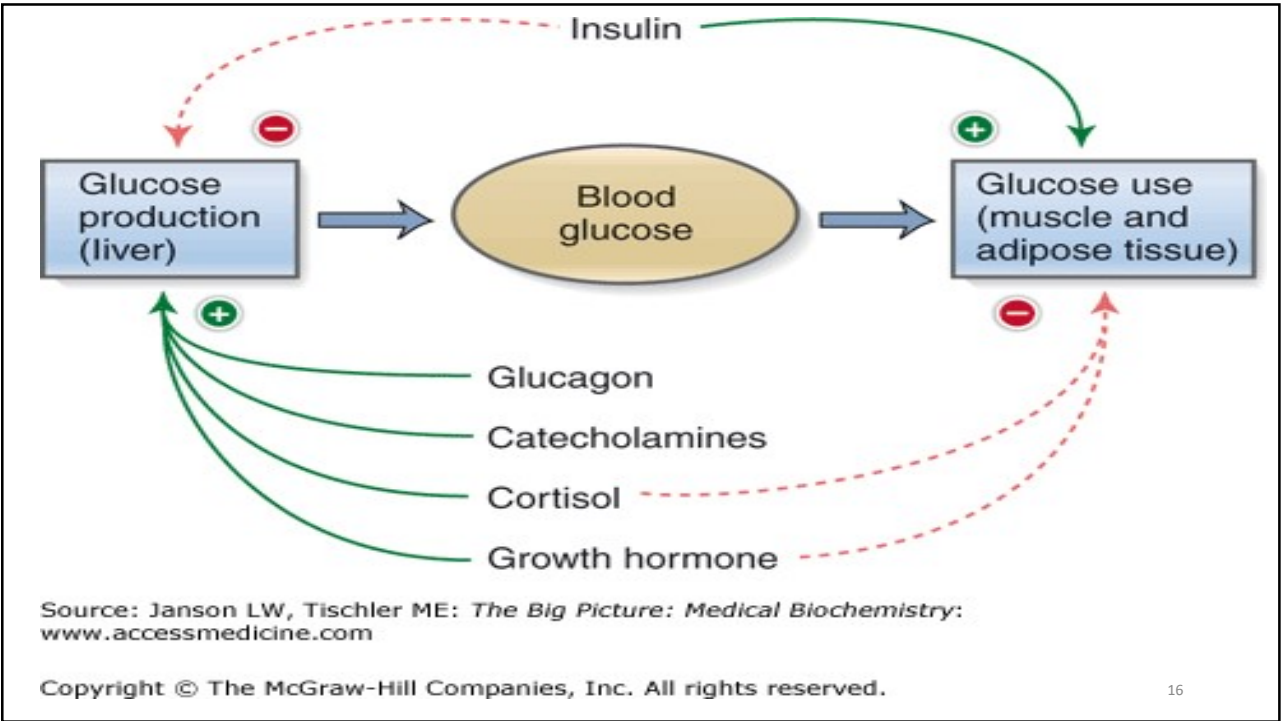 Insulin
−
+
Glucose
production
(liver)
Blood
glucose
Glucose use
(muscle and
adipose tissue)
+
−
Glucagon
Catecholamines
Cortisol
Growth hormone
Source: Janson LW, Tischler ME: The Big Picture: Medical Biochemistry:
www.accessmedicine.com
Copyright © The McGraw-Hill Companies, Inc. All rights reserved.
16